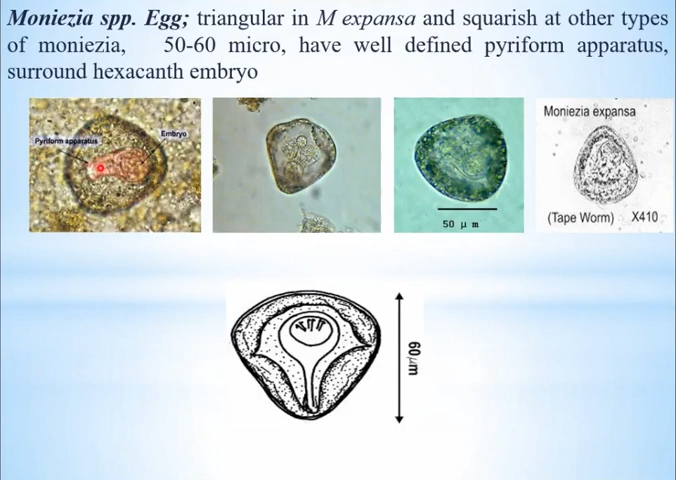 Moniezia spp. Egg; triangular in M expansa and squarish at other types
of moniezia, 50-60 micro, have well defined pyriform apparatus,
surround hexacanth embryo
Pyriform apparatus
Embryo
50 μ m
Moniezia expansa
(Tape Worm) X410
60μm